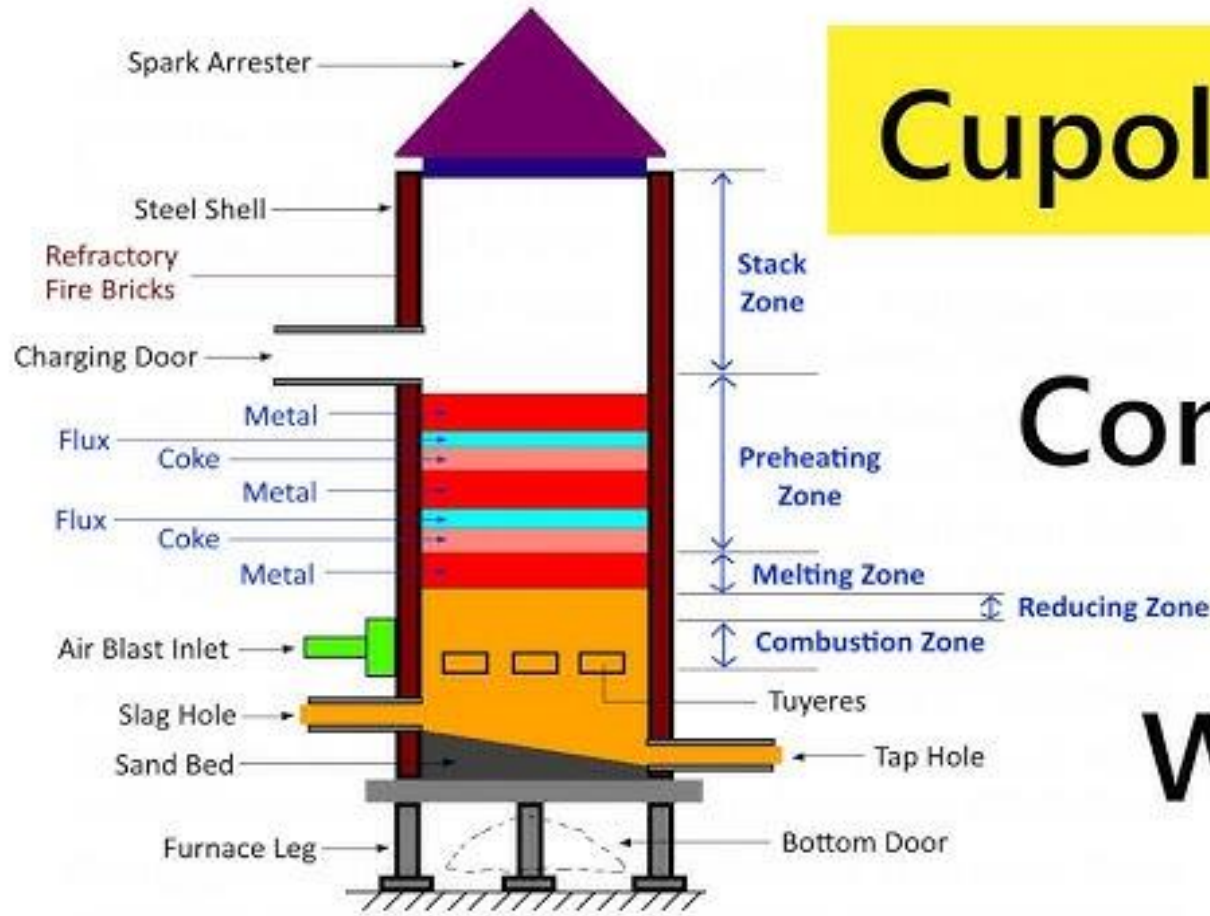 Spark Arrester
Cupol
Steel Shell
Refractory
Fire Bricks
Stack
Zone
Charging Door
Con
Metal
Flux
Coke
Preheating
Zone
Metal
Flux
Coke
Metal
Melting Zone
Reducing Zone
Air Blast Inlet
Combustion Zone
Slag Hole
Tuyeres
W
Sand Bed
Tap Hole
Furnace Leg
Bottom Door